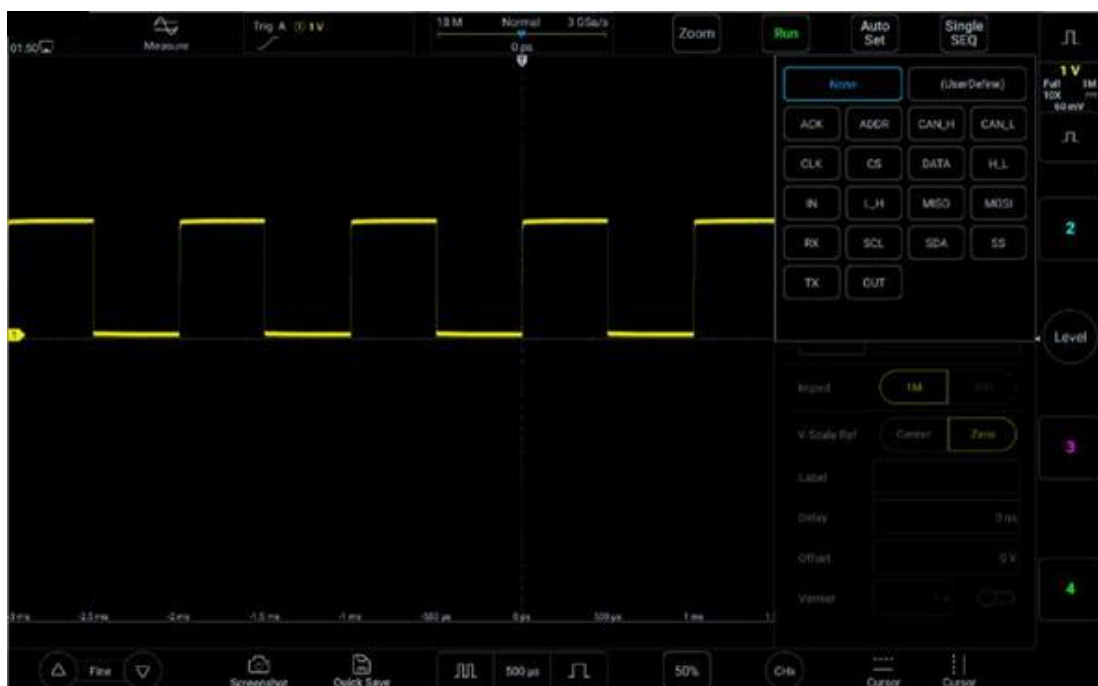 Trig A ① 1 V
18 M Normal 3 GSa/s
Zoom
Run
Auto
Set
Single
SEQ
01:50
Measure
0 ps
T
1 V
Full 1M
10X
60 mV
None
(UserDefine)
ACK
ADDR
CAN_H
CAN_L
CLK
CS
DATA
H_L
IN
L_H
MISO
MOSI
RX
SCL
SDA
SS
TX
OUT
2
Level
Imped
1M
V Scale Ref
Center
Zero
3
Label
Delay
0 ns
Offset
0 V
Vernier
4
-2.5 ms
-2 ms
-1.5 ms
-1 ms
-500 µs
0 ps
500 µs
1 ms
Fine
Screenshot
Quick Save
500 µs
50%
CHx
Cursor
Cursor